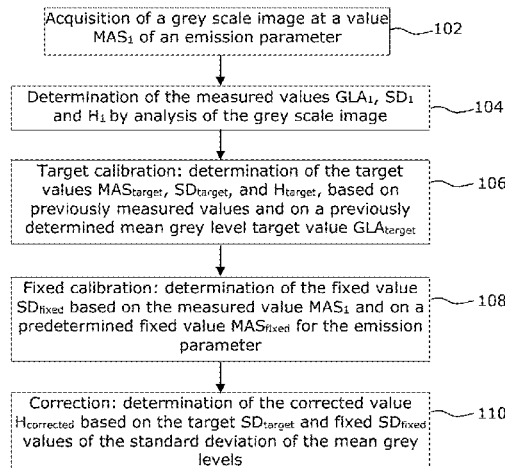 Acquisition of a grey scale image at a value
MAS₁ of an emission parameter
102
Determination of the measured values GLA₁, SD₁
and H₁ by analysis of the grey scale image
104
Target calibration: determination of the target
values MAStarget, SDtarget, and Htarget, based on
previously measured values and on a previously
determined mean grey level target value GLAtarget
106
Fixed calibration: determination of the fixed value
SDfixed based on the measured value MAS₁ and on a
predetermined fixed value MASfixed for the emission
parameter
108
Correction: determination of the corrected value
Hcorrected based on the target SDtarget and fixed SDfixed
values of the standard deviation of the mean grey
levels
110